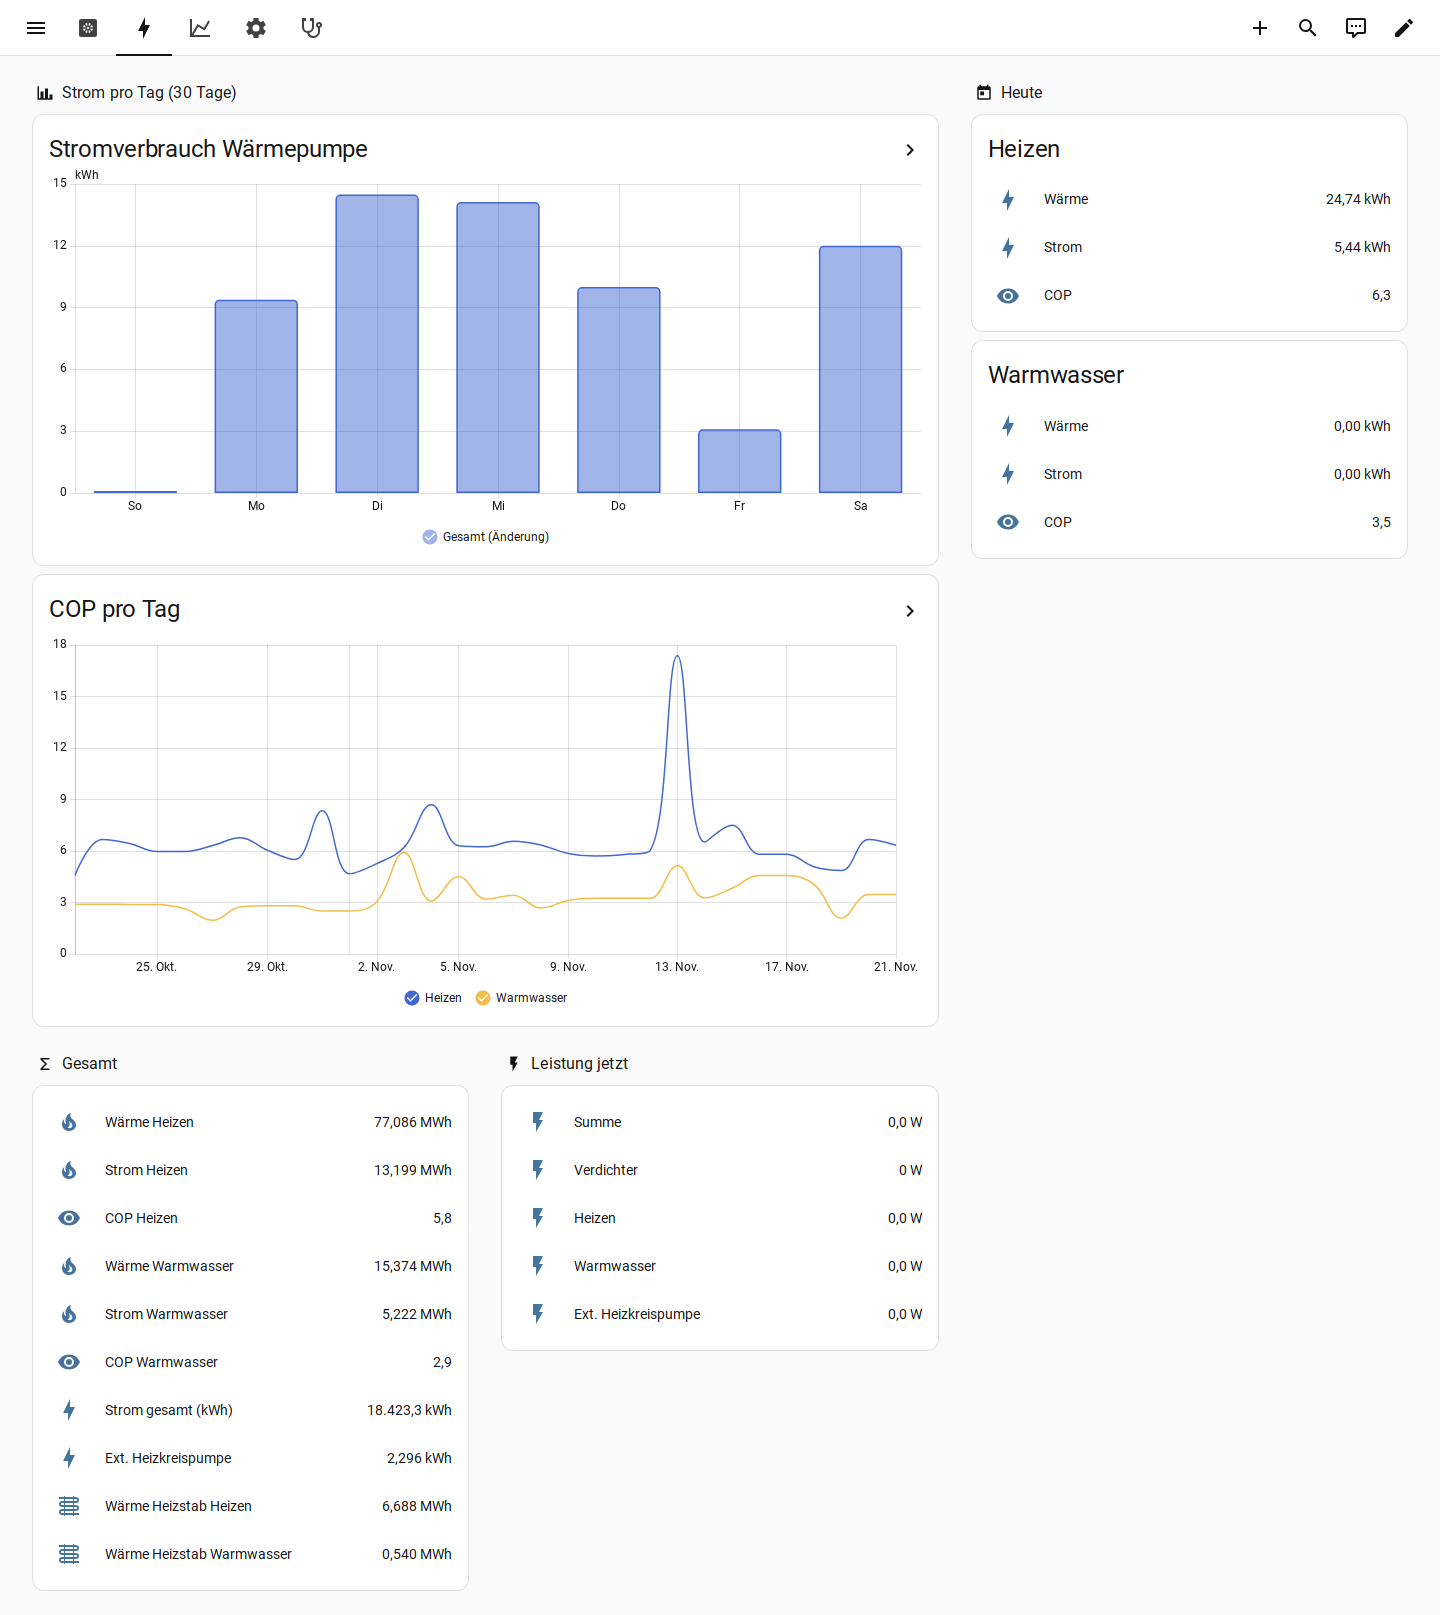 Strom pro Tag (30 Tage)
Stromverbrauch Wärmepumpe
kWh
15
12
9
6
3
0
So Mo Di Mi Do Fr Sa
Gesamt (Änderung)
COP pro Tag
18
15
12
9
6
3
0
25. Okt. 29. Okt. 2. Nov. 5. Nov. 9. Nov. 13. Nov. 17. Nov. 21. Nov.
Heizen Warmwasser
Heute
Heizen
Wärme 24,74 kWh
Strom 5,44 kWh
COP 6,3
Warmwasser
Wärme 0,00 kWh
Strom 0,00 kWh
COP 3,5
Gesamt
Wärme Heizen 77,086 MWh
Strom Heizen 13,199 MWh
COP Heizen 5,8
Wärme Warmwasser 15,374 MWh
Strom Warmwasser 5,222 MWh
COP Warmwasser 2,9
Strom gesamt (kWh) 18.423,3 kWh
Ext. Heizkreispumpe 2,296 kWh
Wärme Heizstab Heizen 6,688 MWh
Wärme Heizstab Warmwasser 0,540 MWh
Leistung jetzt
Summe 0,0 W
Verdichter 0 W
Heizen 0,0 W
Warmwasser 0,0 W
Ext. Heizkreispumpe 0,0 W